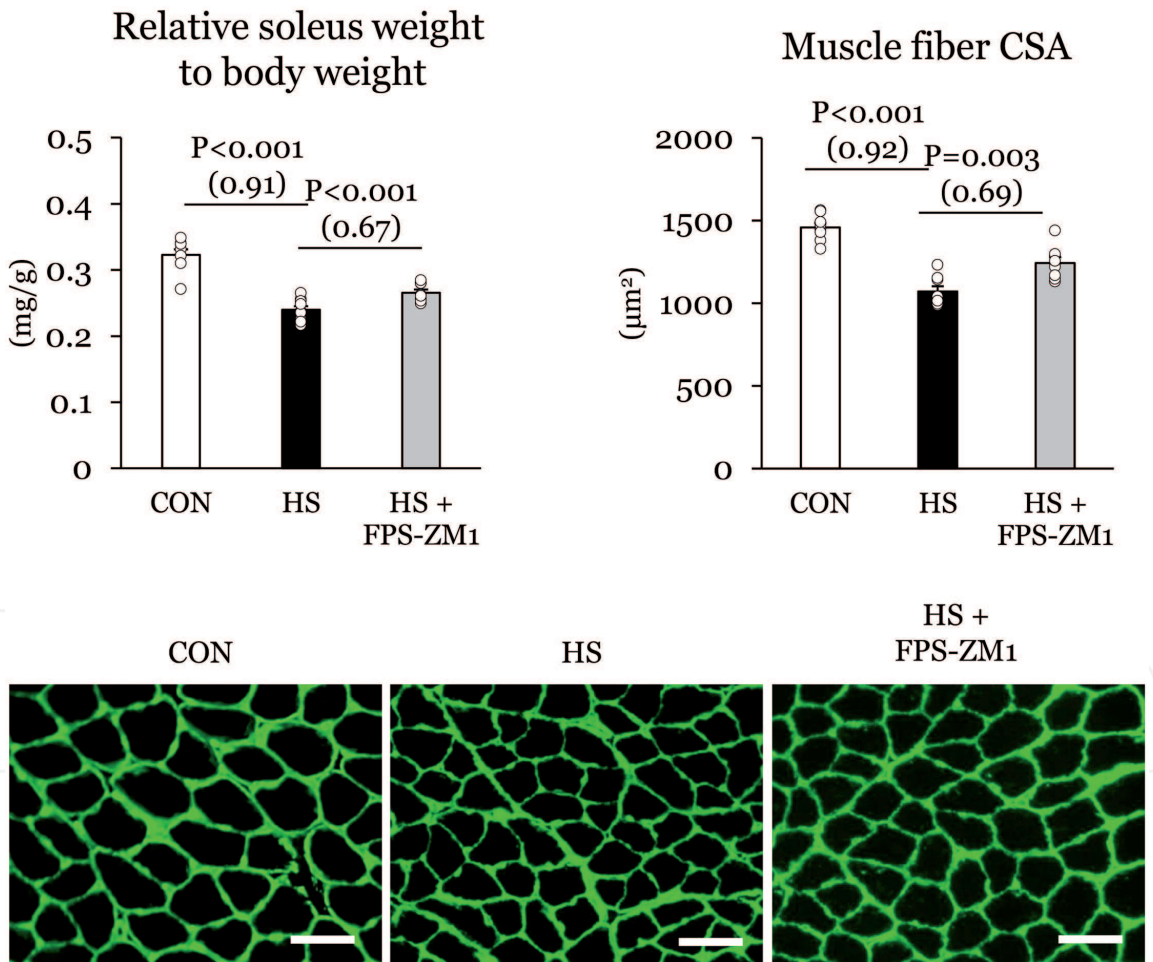 Relative soleus weight
to body weight
0.5
0.4
0.3
0.2
0.1
0
(mg/g)
P<0.001
(0.91)
P<0.001
(0.67)
CON
HS
HS +
FPS-ZM1
Muscle fiber CSA
2000
1500
1000
500
0
(µm²)
P<0.001
(0.92)
P=0.003
(0.69)
CON
HS
HS +
FPS-ZM1
CON
HS
HS +
FPS-ZM1